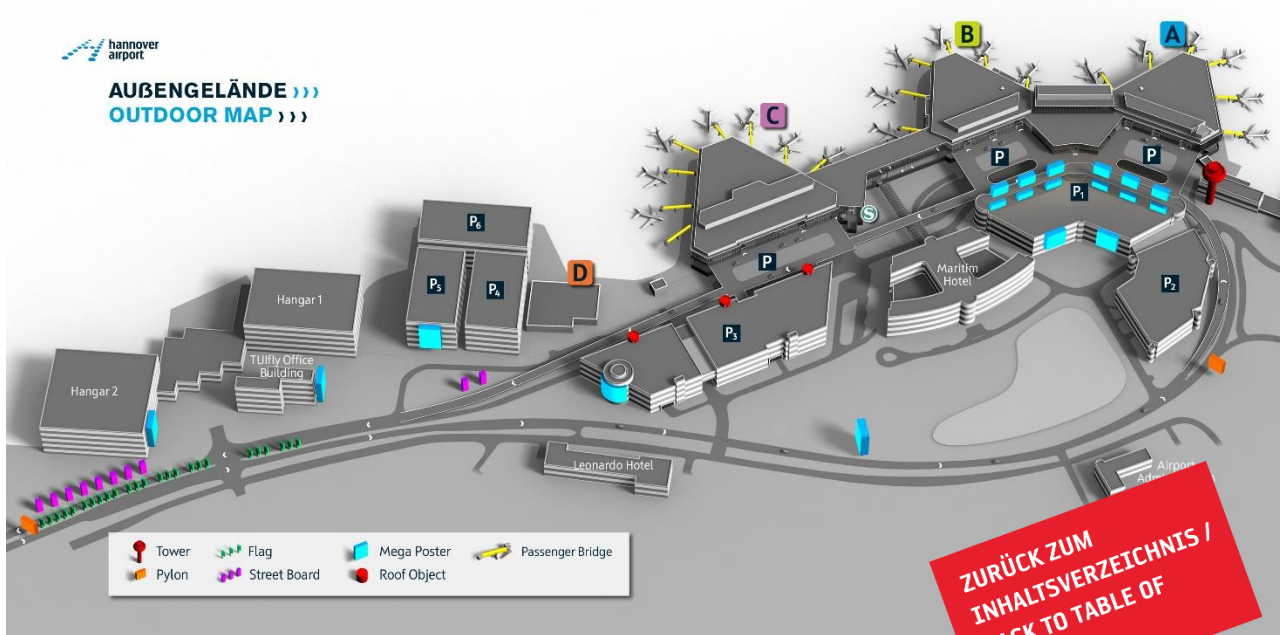 hannover
airport
AUßENGELÄNDE >>>
OUTDOOR MAP >>>
B
A
C
P
P
P₁
S
P₆
P
Maritim
Hotel
P₂
D
P₅
P₄
Hangar 1
P₃
TUIfly Office
Building
Hangar 2
Leonardo Hotel
Airport
Tower
Flag
Mega Poster
Passenger Bridge
Pylon
Street Board
Roof Object
ZURÜCK ZUM
INHALTSVERZEICHNIS /
BACK TO TABLE OF